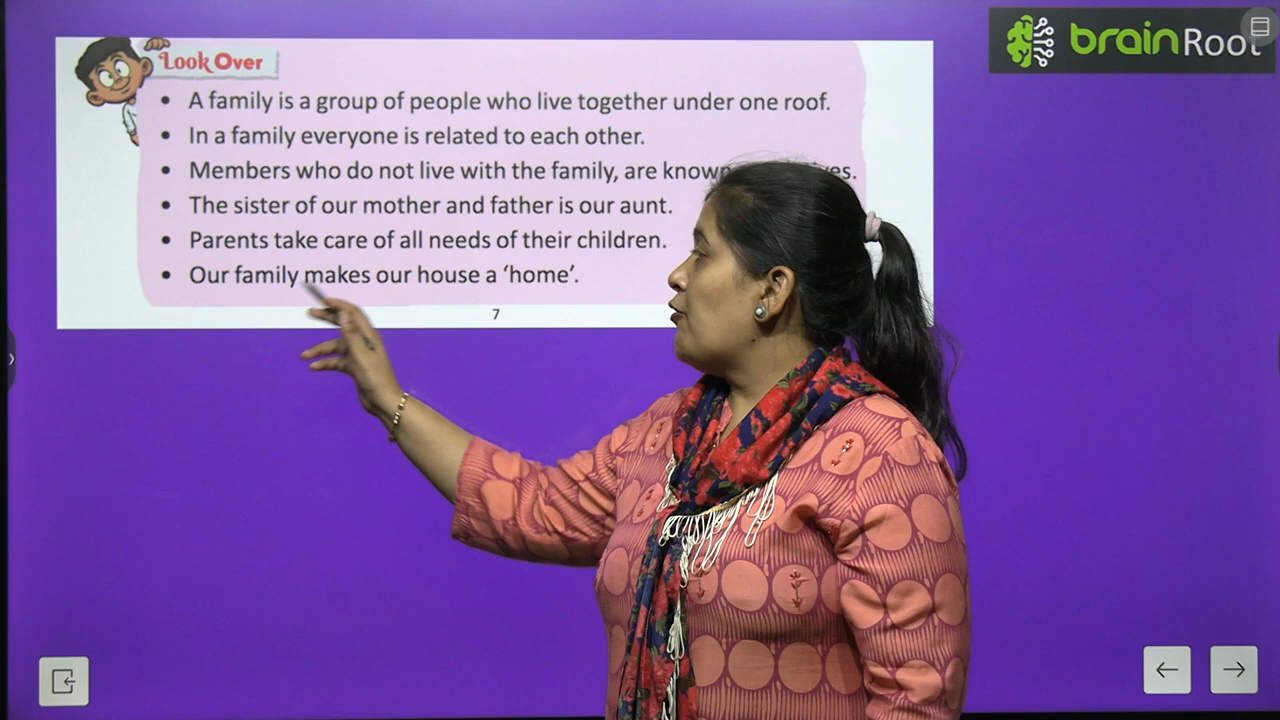 brainRoot
Look Over
• A family is a group of people who live together under one roof.
• In a family everyone is related to each other.
• Members who do not live with the family, are known
• The sister of our mother and father is our aunt.
• Parents take care of all needs of their children.
• Our family makes our house a ‘home’.
7